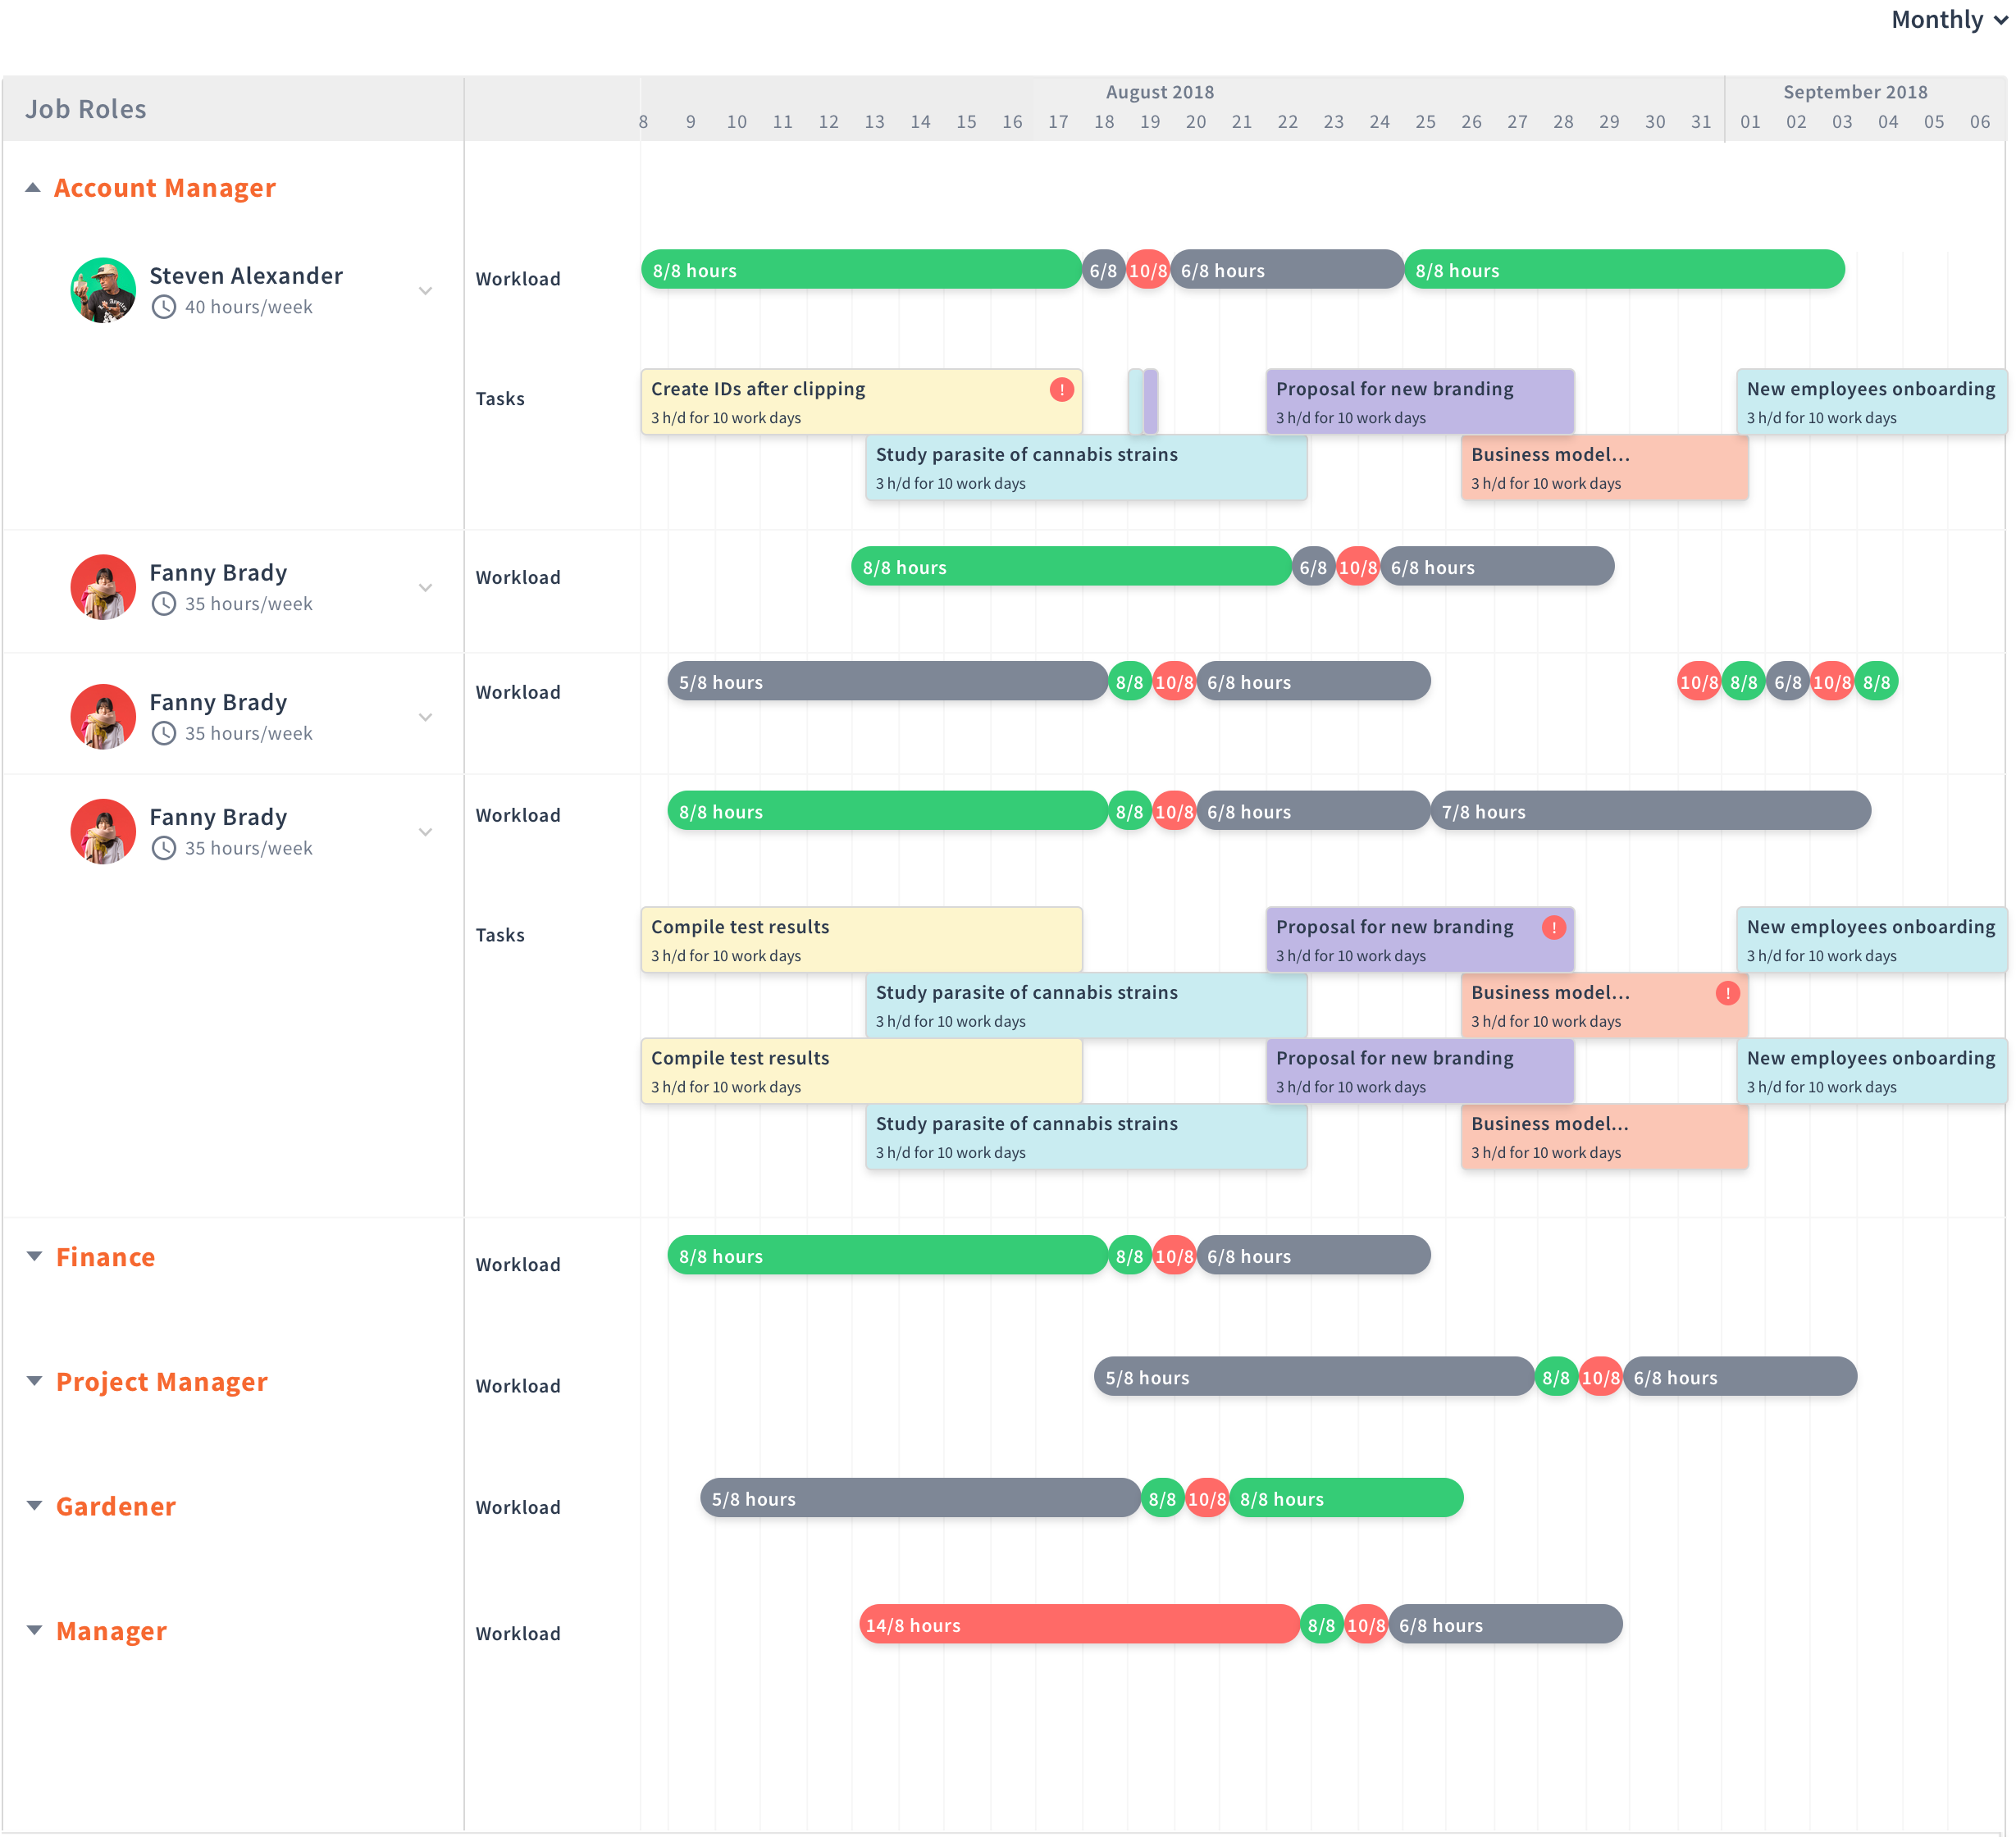 Monthly
Job Roles
August 2018 September 2018
8 9 10 11 12 13 14 15 16 17 18 19 20 21 22 23 24 25 26 27 28 29 30 31 01 02 03 04 05 06
Account Manager
Steven Alexander
40 hours/week
Workload
8/8 hours 6/8 10/8 6/8 hours 8/8 hours
Tasks
Create IDs after clipping !
3 h/d for 10 work days
Proposal for new branding
3 h/d for 10 work days
New employees onboarding
3 h/d for 10 work days
Study parasite of cannabis strains
3 h/d for 10 work days
Business model...
3 h/d for 10 work days
Fanny Brady
35 hours/week
Workload
8/8 hours 6/8 10/8 6/8 hours
Fanny Brady
35 hours/week
Workload
5/8 hours 8/8 10/8 6/8 hours 10/8 8/8 6/8 10/8 8/8
Fanny Brady
35 hours/week
Workload
8/8 hours 8/8 10/8 6/8 hours 7/8 hours
Tasks
Compile test results
3 h/d for 10 work days
Proposal for new branding !
3 h/d for 10 work days
New employees onboarding
3 h/d for 10 work days
Study parasite of cannabis strains
3 h/d for 10 work days
Business model... !
3 h/d for 10 work days
Compile test results
3 h/d for 10 work days
Proposal for new branding
3 h/d for 10 work days
New employees onboarding
3 h/d for 10 work days
Study parasite of cannabis strains
3 h/d for 10 work days
Business model...
3 h/d for 10 work days
Finance
Workload
8/8 hours 8/8 10/8 6/8 hours
Project Manager
Workload
5/8 hours 8/8 10/8 6/8 hours
Gardener
Workload
5/8 hours 8/8 10/8 8/8 hours
Manager
Workload
14/8 hours 8/8 10/8 6/8 hours